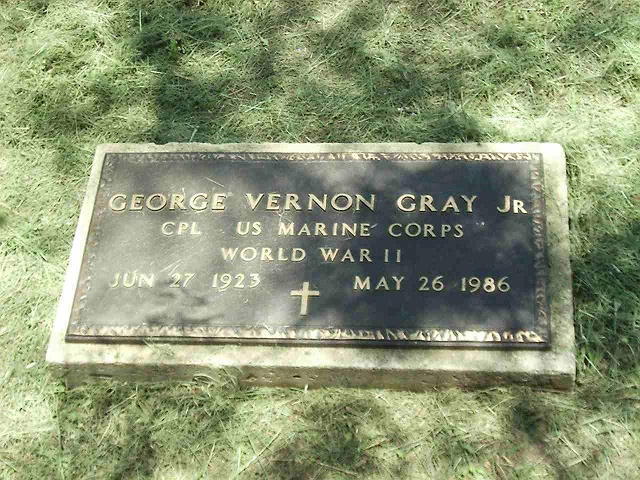 GEORGE VERNON GRAY JR
CPL US MARINE CORPS
WORLD WAR II
JUN 27 1923 MAY 26 1986